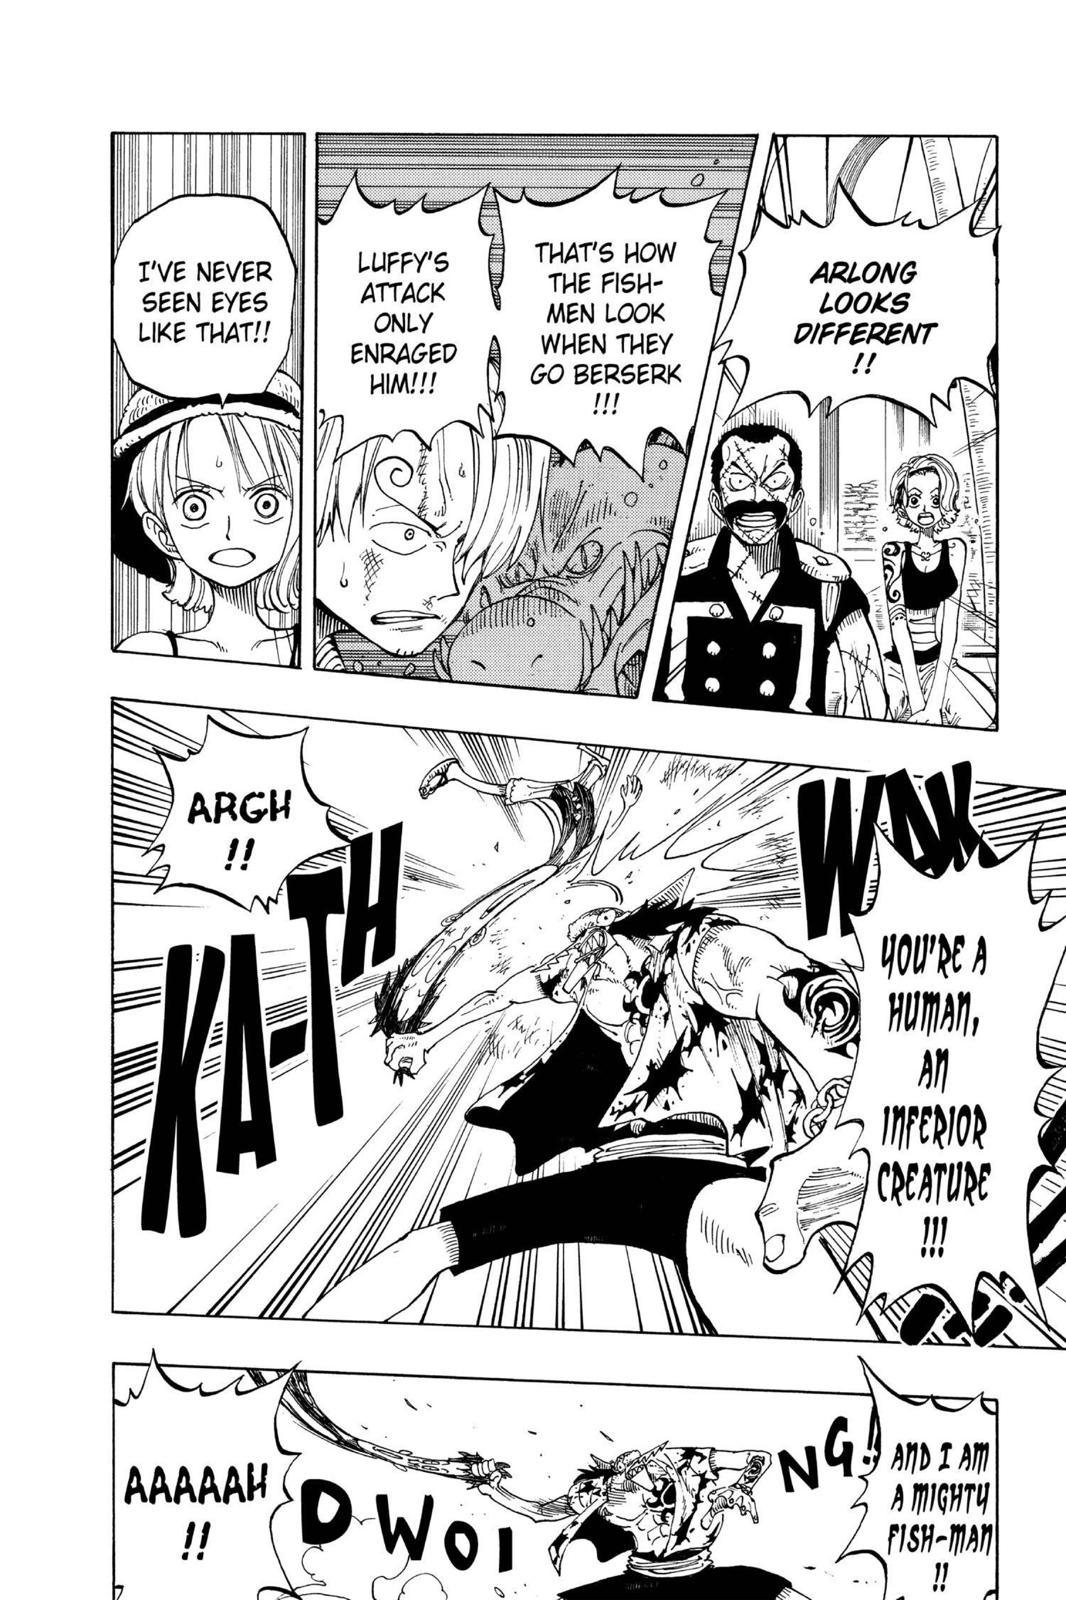 ARLONG
LOOKS
DIFFERENT
!!
THAT'S HOW
THE FISH-
MEN LOOK
WHEN THEY
GO BERSERK
!!!
LUFFY'S
ATTACK
ONLY
ENRAGED
HIM!!!
I'VE NEVER
SEEN EYES
LIKE THAT!!
WAK
YOU'RE A
HUMAN,
AN
INFERIOR
CREATURE
!!!
KA-TH
ARGH
!!
AND I AM
A MIGHTY
FISH-MAN
!!
DWOI
NG!
AAAAAH
!!